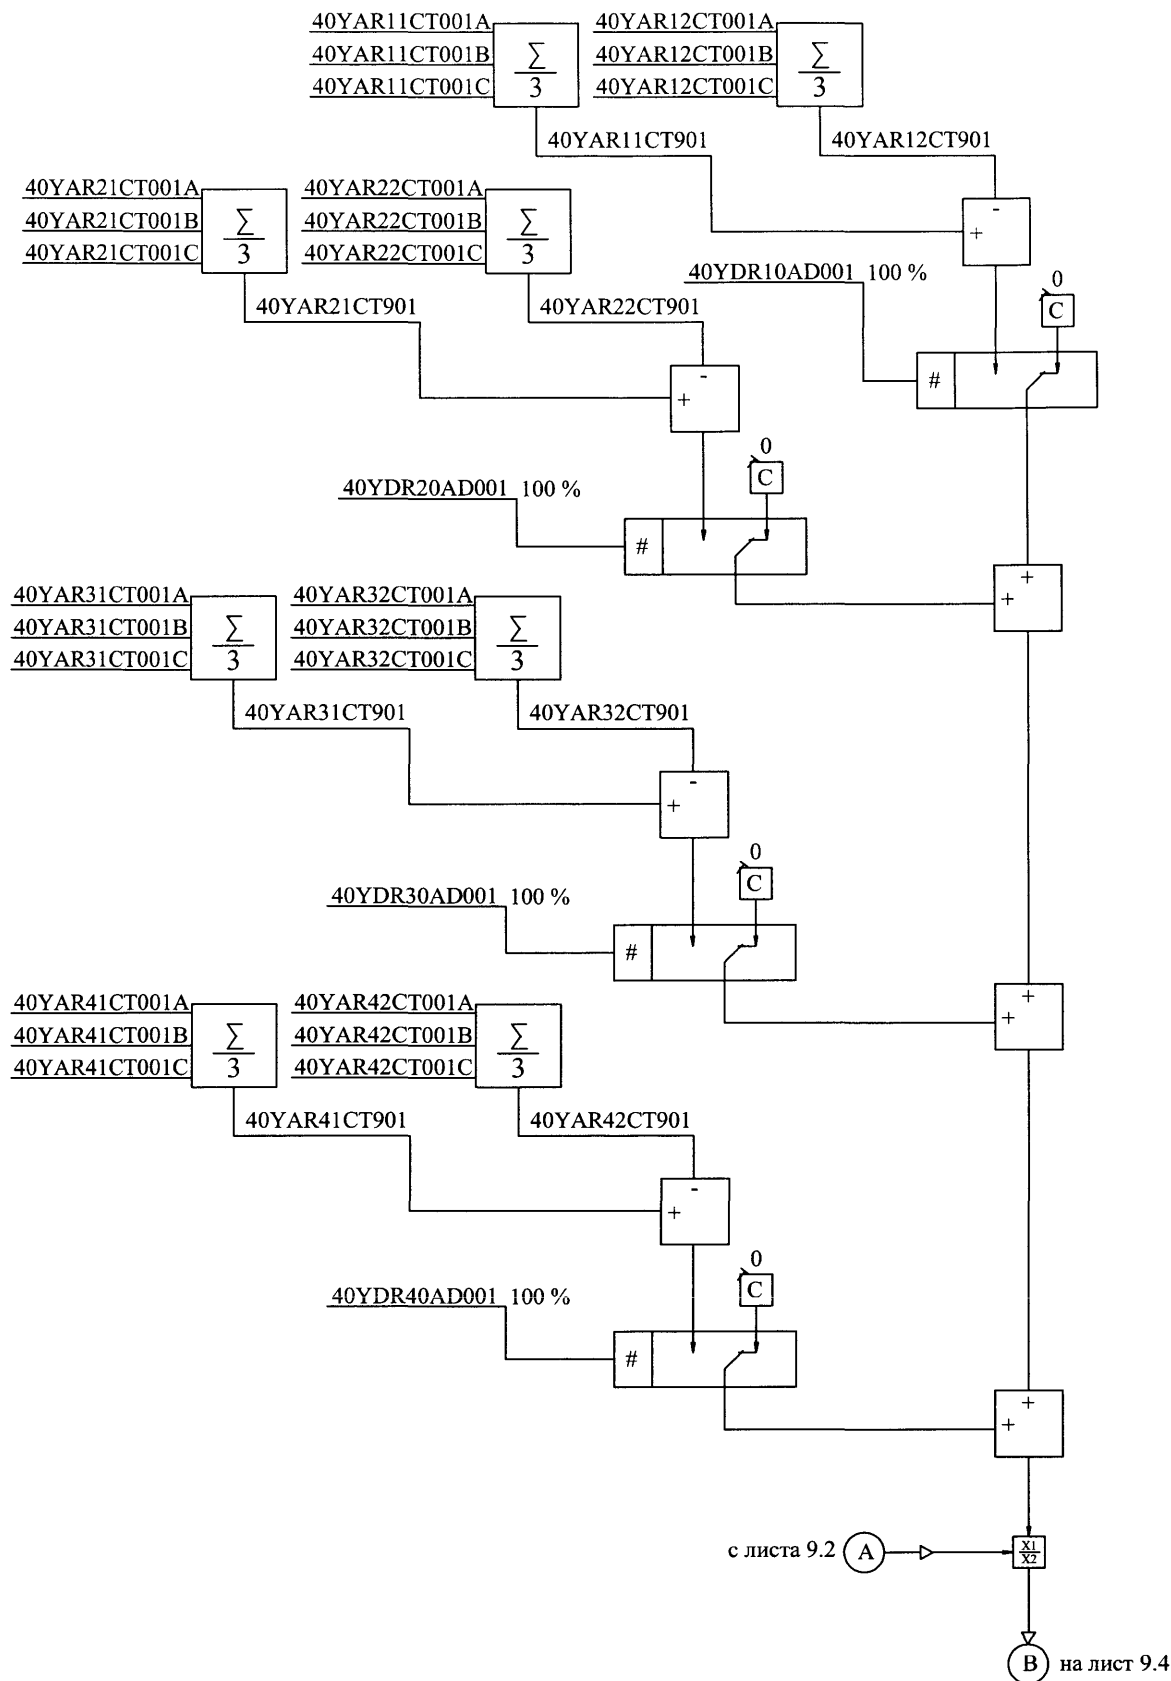 40YAR11CT001A
40YAR11CT001B
40YAR11CT001C
∑
3
40YAR12CT001A
40YAR12CT001B
40YAR12CT001C
∑
3
40YAR11CT901
40YAR12CT901
-
+
40YAR21CT001A
40YAR21CT001B
40YAR21CT001C
∑
3
40YAR22CT001A
40YAR22CT001B
40YAR22CT001C
∑
3
40YDR10AD001 100 %
0
C
#
40YAR21CT901
40YAR22CT901
-
+
0
C
40YDR20AD001 100 %
#
+
+
40YAR31CT001A
40YAR31CT001B
40YAR31CT001C
∑
3
40YAR32CT001A
40YAR32CT001B
40YAR32CT001C
∑
3
40YAR31CT901
40YAR32CT901
-
+
0
C
40YDR30AD001 100 %
#
+
+
40YAR41CT001A
40YAR41CT001B
40YAR41CT001C
∑
3
40YAR42CT001A
40YAR42CT001B
40YAR42CT001C
∑
3
40YAR41CT901
40YAR42CT901
-
+
0
C
40YDR40AD001 100 %
#
+
+
с листа 9.2 A
X1
X2
B на лист 9.4